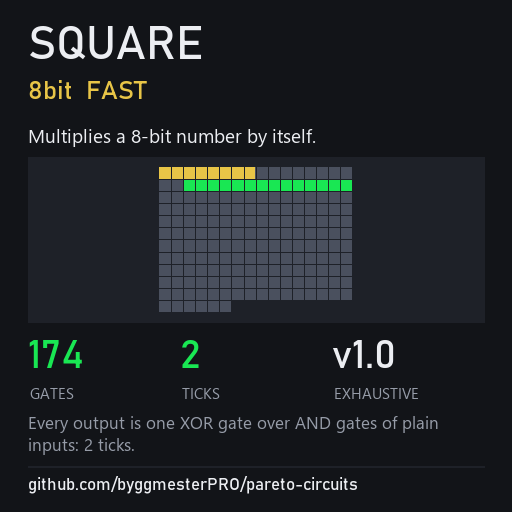 SQUARE
8bit FAST
Multiplies a 8-bit number by itself.
174 2 v1.0
GATES TICKS EXHAUSTIVE
Every output is one XOR gate over AND gates of plain
inputs: 2 ticks.
github.com/byggmesterPRO/pareto-circuits